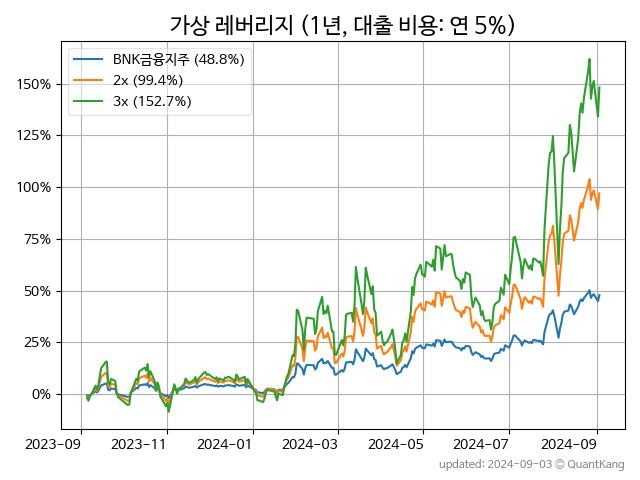 가상 레버리지 (1년, 대출 비용: 연 5%)
BNK금융지주 (48.8%)
2x (99.4%)
3x (152.7%)
150%
125%
100%
75%
50%
25%
0%
2023-09 2023-11 2024-01 2024-03 2024-05 2024-07 2024-09
updated: 2024-09-03 © QuantKang